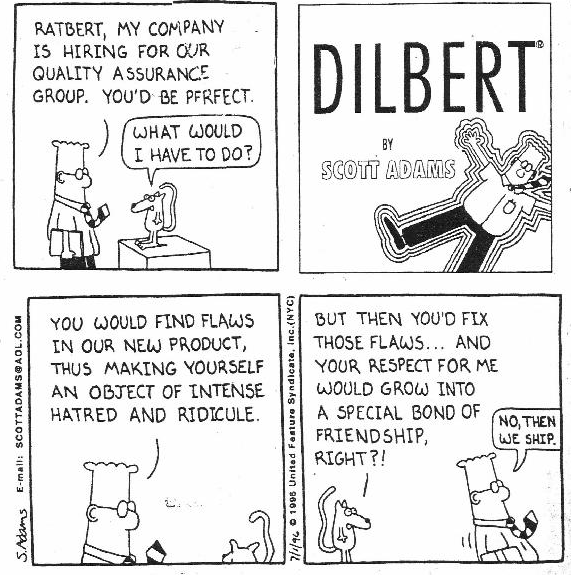 RATBERT, MY COMPANY
IS HIRING FOR OUR
QUALITY ASSURANCE
GROUP. YOU'D BE PERFECT.
WHAT WOULD
I HAVE TO DO?
DILBERT®
BY
SCOTT ADAMS
YOU WOULD FIND FLAWS
IN OUR NEW PRODUCT,
THUS MAKING YOURSELF
AN OBJECT OF INTENSE
HATRED AND RIDICULE.
BUT THEN YOU'D FIX
THOSE FLAWS... AND
YOUR RESPECT FOR ME
WOULD GROW INTO
A SPECIAL BOND OF
FRIENDSHIP,
RIGHT?!
NO, THEN
WE SHIP.
S. Adams
E-mail: SCOTTADAMS@AOL.COM
7/1/96 © 1996 United Feature Syndicate, Inc.(NYC)